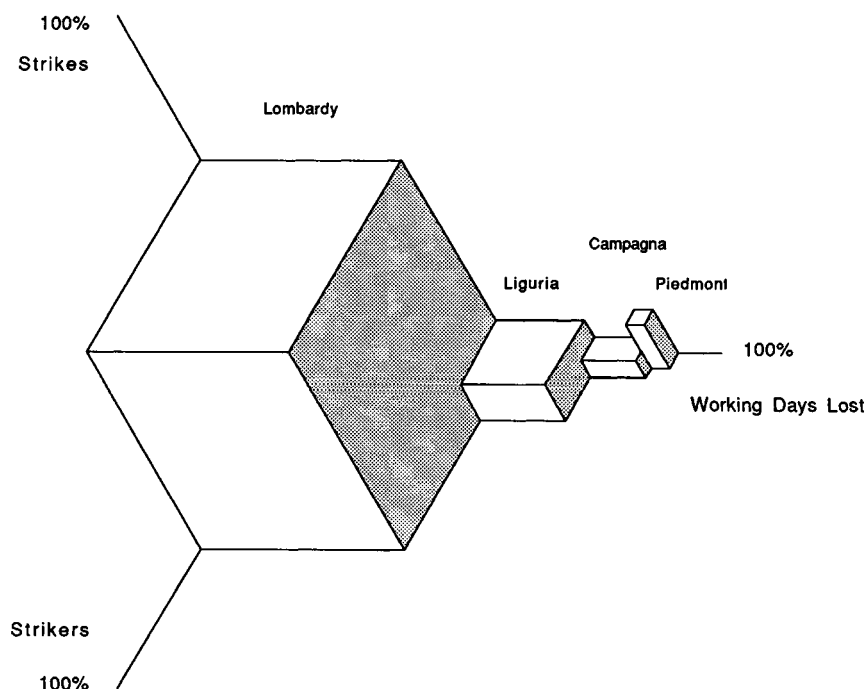 100%
Strikes
Lombardy
Campagna
Liguria
Piedmont
100%
Working Days Lost
Strikers
100%